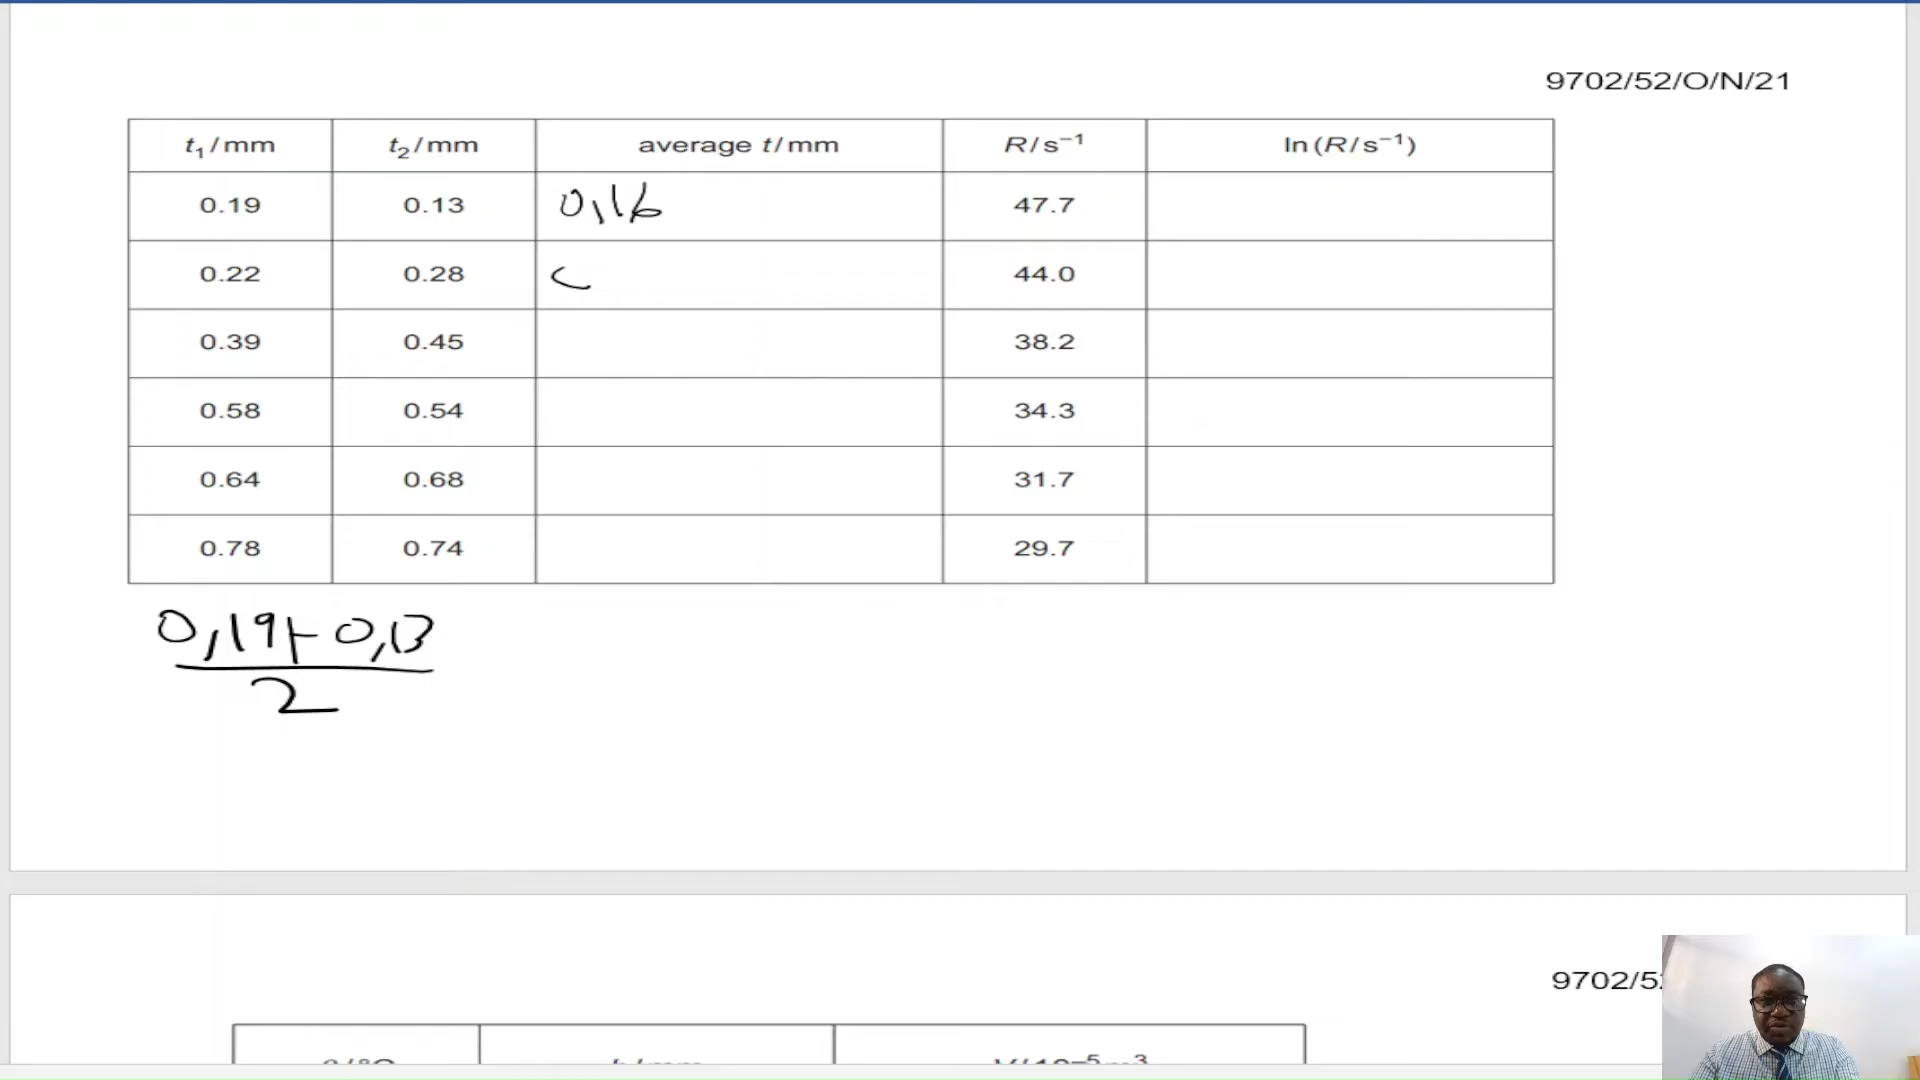 9702/52/O/N/21
t₁/mm t₂/mm average t/mm R/s⁻¹ ln(R/s⁻¹)
0.19 0.13 0,16 47.7
0.22 0.28 44.0
0.39 0.45 38.2
0.58 0.54 34.3
0.64 0.68 31.7
0.78 0.74 29.7
0,19+0,13
2
9702/5